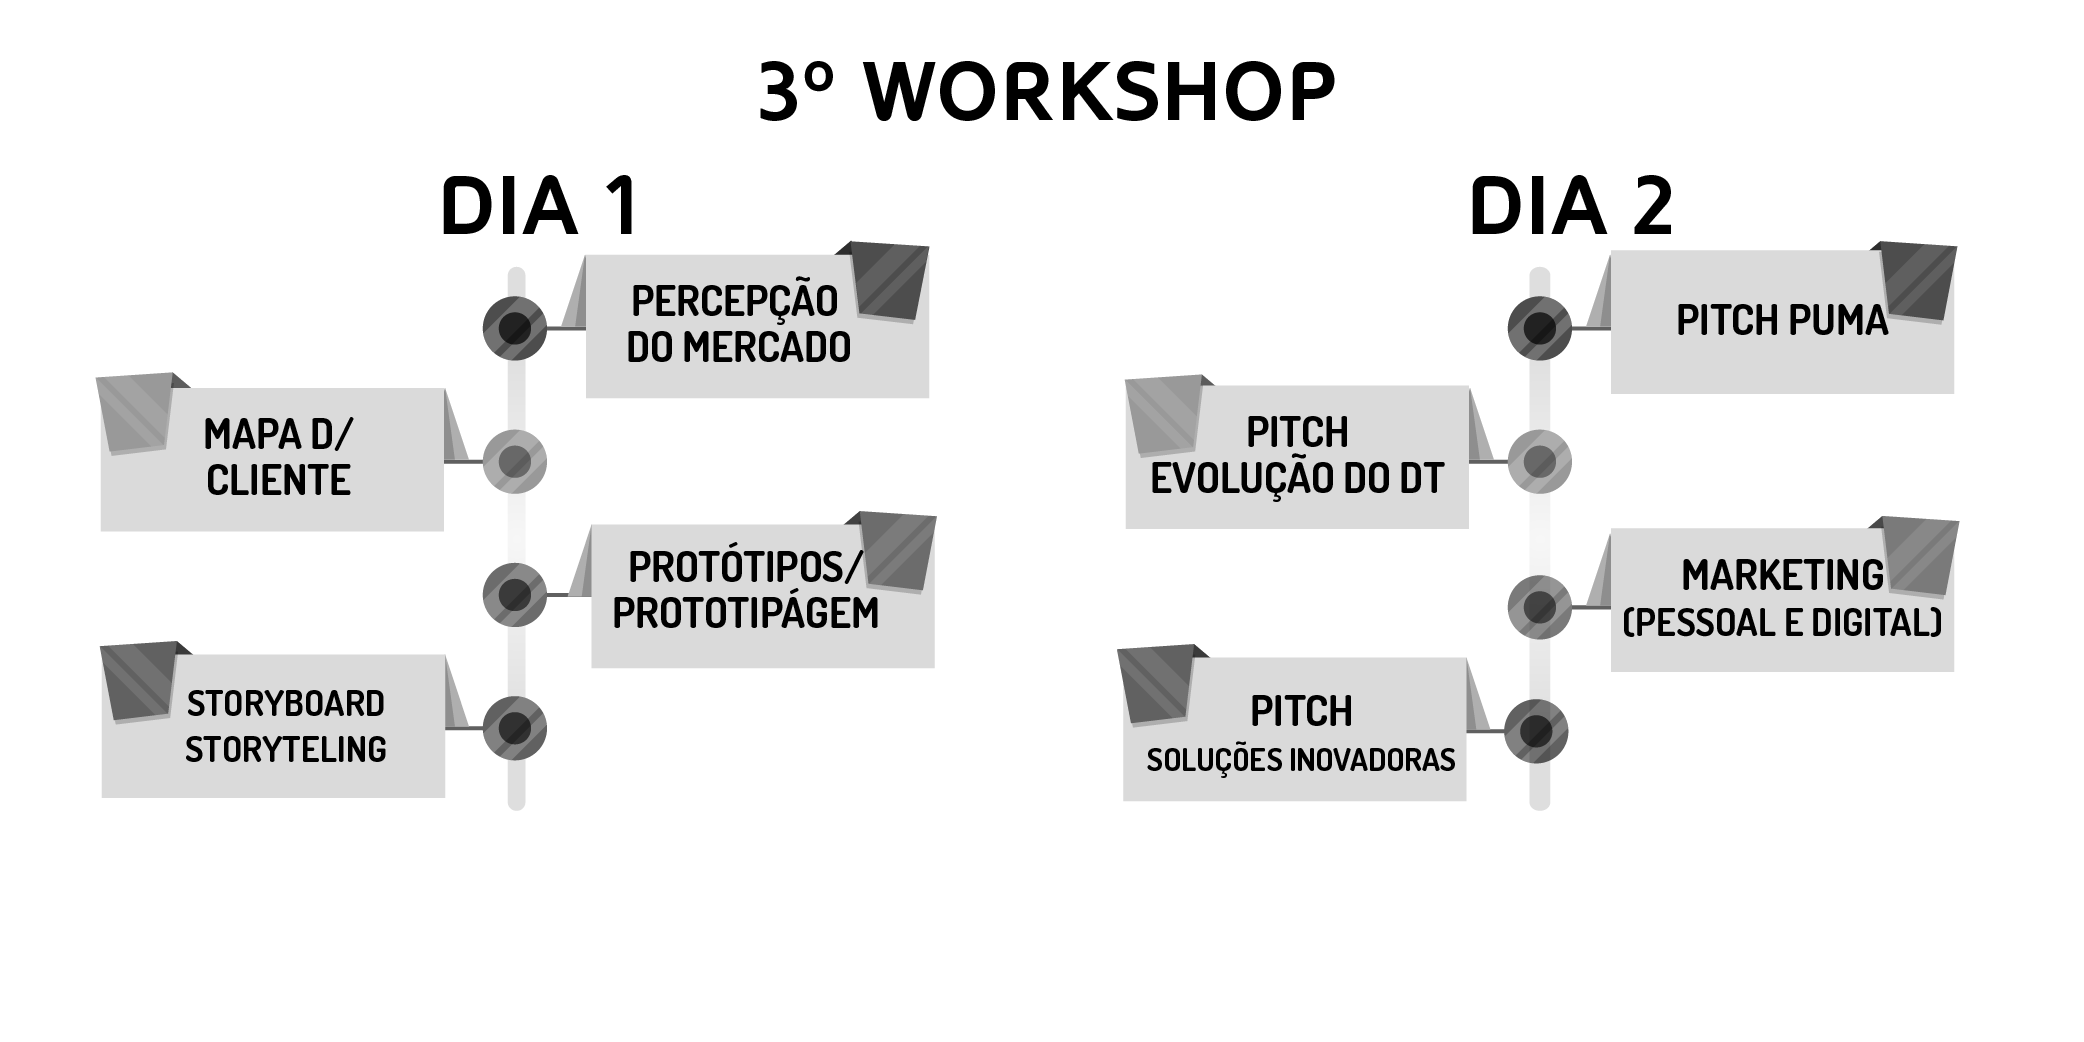 3º WORKSHOP
DIA 1
PERCEPÇÃO
DO MERCADO
MAPA D/
CLIENTE
PROTÓTIPOS/
PROTOTIPÁGEM
STORYBOARD
STORYTELING
DIA 2
PITCH PUMA
PITCH
EVOLUÇÃO DO DT
MARKETING
(PESSOAL E DIGITAL)
PITCH
SOLUÇÕES INOVADORAS